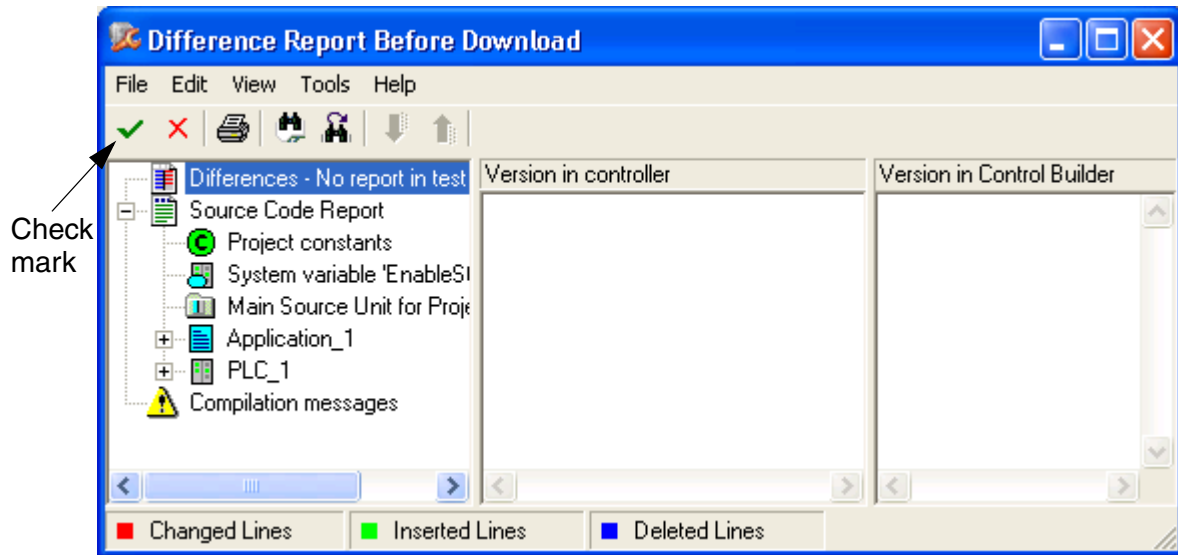 Difference Report Before Download
File Edit View Tools Help
Check mark
Differences - No report in test
Source Code Report
Project constants
System variable 'EnableSI
Main Source Unit for Proje
Application_1
PLC_1
Compilation messages
Version in controller
Version in Control Builder
Changed Lines
Inserted Lines
Deleted Lines